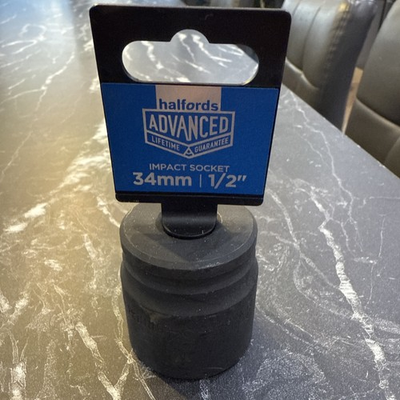 halfords
ADVANCED
LIFETIME GUARANTEE
IMPACT SOCKET
34mm | 1/2"